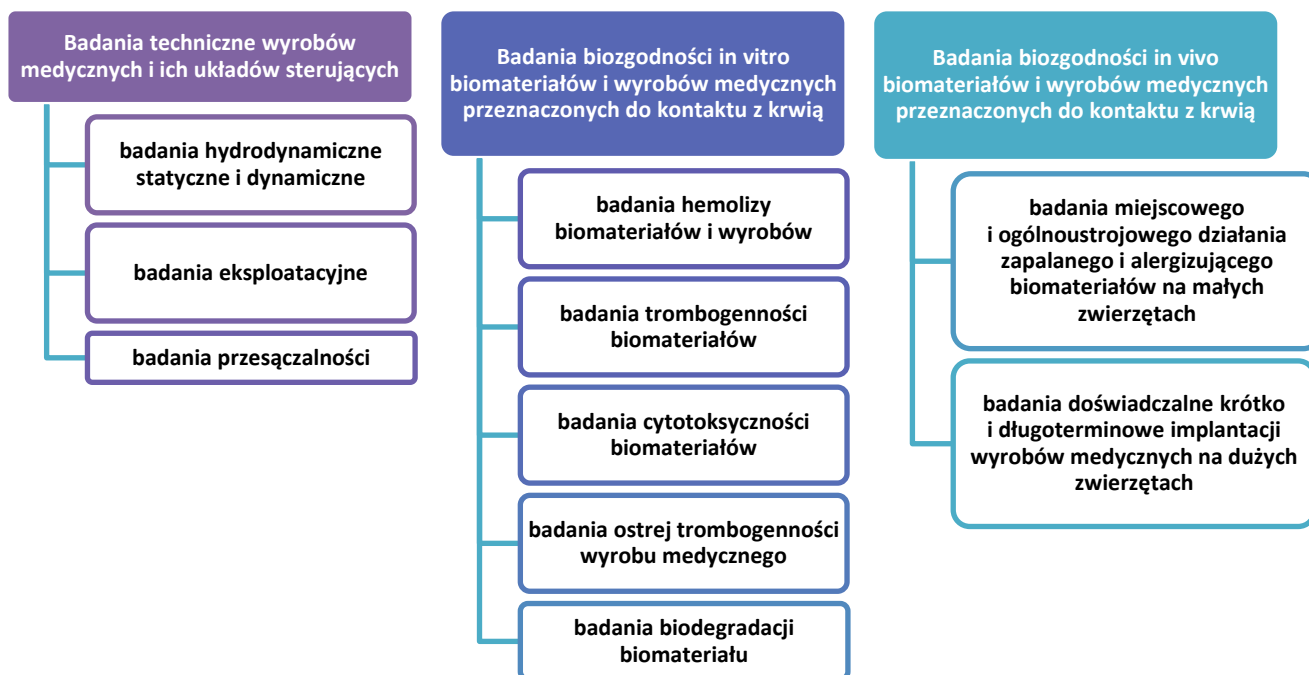 Badania techniczne wyrobów
medycznych i ich układów sterujących
badania hydrodynamiczne
statyczne i dynamiczne
badania eksploatacyjne
badania przesączalności
Badania biozgodności in vitro
biomateriałów i wyrobów medycznych
przeznaczonych do kontaktu z krwią
badania hemolizy
biomateriałów i wyrobów
badania trombogenności
biomateriałów
badania cytotoksyczności
biomateriałów
badania ostrej trombogenności
wyrobu medycznego
badania biodegradacji
biomateriału
Badania biozgodności in vivo
biomateriałów i wyrobów medycznych
przeznaczonych do kontaktu z krwią
badania miejscowego
i ogólnoustrojowego działania
zapalanego i alergizującego
biomateriałów na małych
zwierzętach
badania doświadczalne krótko
i długoterminowe implantacji
wyrobów medycznych na dużych
zwierzętach